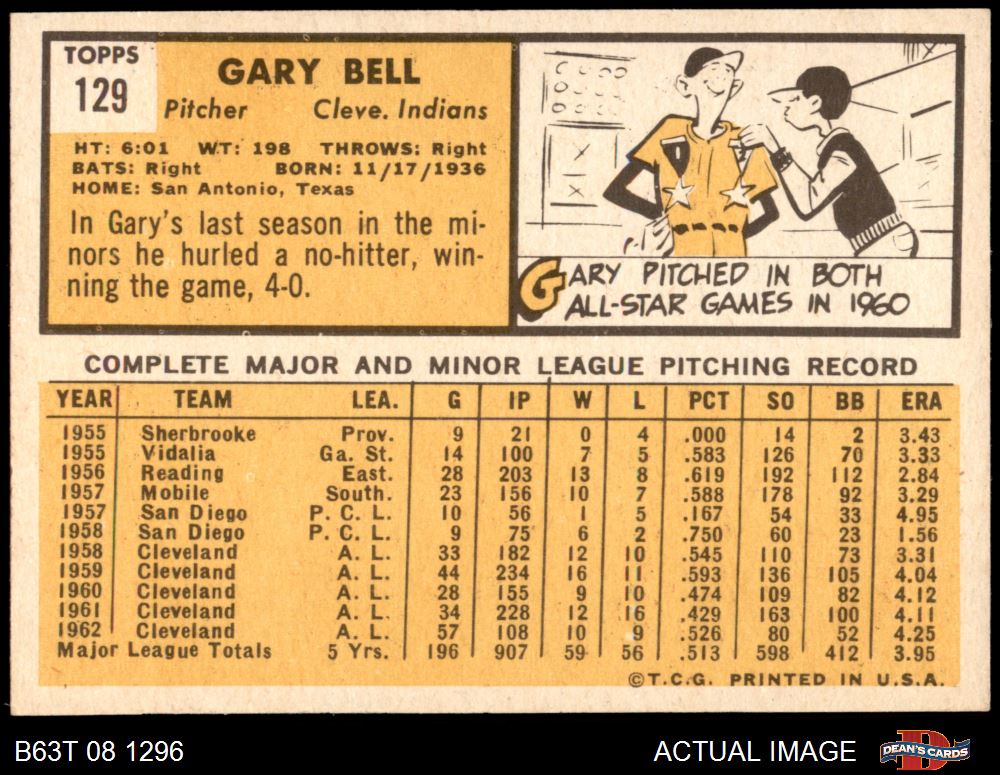 TOPPS
129
GARY BELL
Pitcher Cleve. Indians
HT: 6:01 WT: 198 THROWS: Right
BATS: Right BORN: 11/17/1936
HOME: San Antonio, Texas
In Gary's last season in the mi-
nors he hurled a no-hitter, win-
ning the game, 4-0.
GARY PITCHED IN BOTH
ALL-STAR GAMES IN 1960
COMPLETE MAJOR AND MINOR LEAGUE PITCHING RECORD
YEAR TEAM LEA. G IP W L PCT SO BB ERA
1955 Sherbrooke Prov. 9 21 0 4 .000 14 2 3.43
1955 Vidalia Ga. St. 14 100 7 5 .583 126 70 3.33
1956 Reading East. 28 203 13 8 .619 192 112 2.84
1957 Mobile South. 23 156 10 7 .588 178 92 3.29
1957 San Diego P. C. L. 10 56 1 5 .167 54 33 4.95
1958 San Diego P. C. L. 9 75 6 2 .750 60 23 1.56
1958 Cleveland A. L. 33 182 12 10 .545 110 73 3.31
1959 Cleveland A. L. 44 234 16 11 .593 136 105 4.04
1960 Cleveland A. L. 28 155 9 10 .474 109 82 4.12
1961 Cleveland A. L. 34 228 12 16 .429 163 100 4.11
1962 Cleveland A. L. 57 108 10 9 .526 80 52 4.25
Major League Totals 5 Yrs. 196 907 59 56 .513 598 412 3.95
©T.C.G. PRINTED IN U.S.A.
B63T 08 1296 ACTUAL IMAGE DEAN'S CARDS